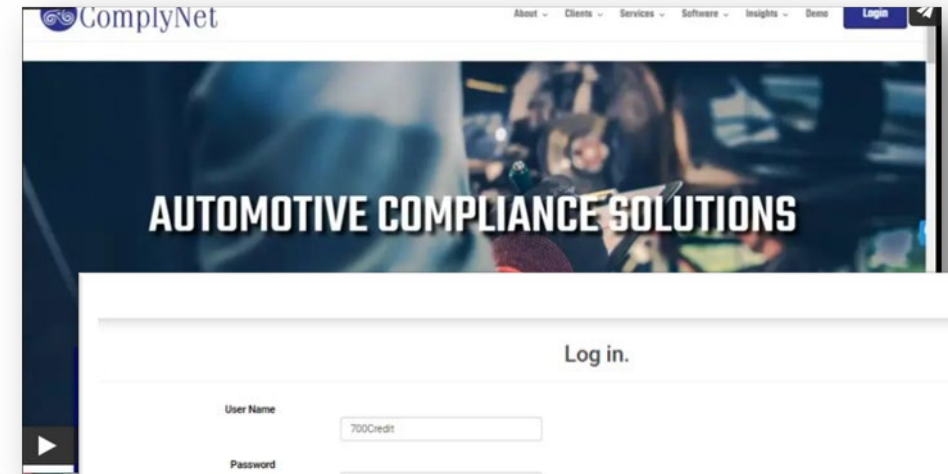 ComplyNet
About Clients Services Software Insights Demo Login
AUTOMOTIVE COMPLIANCE SOLUTIONS
Log in.
User Name
700Credit
Password